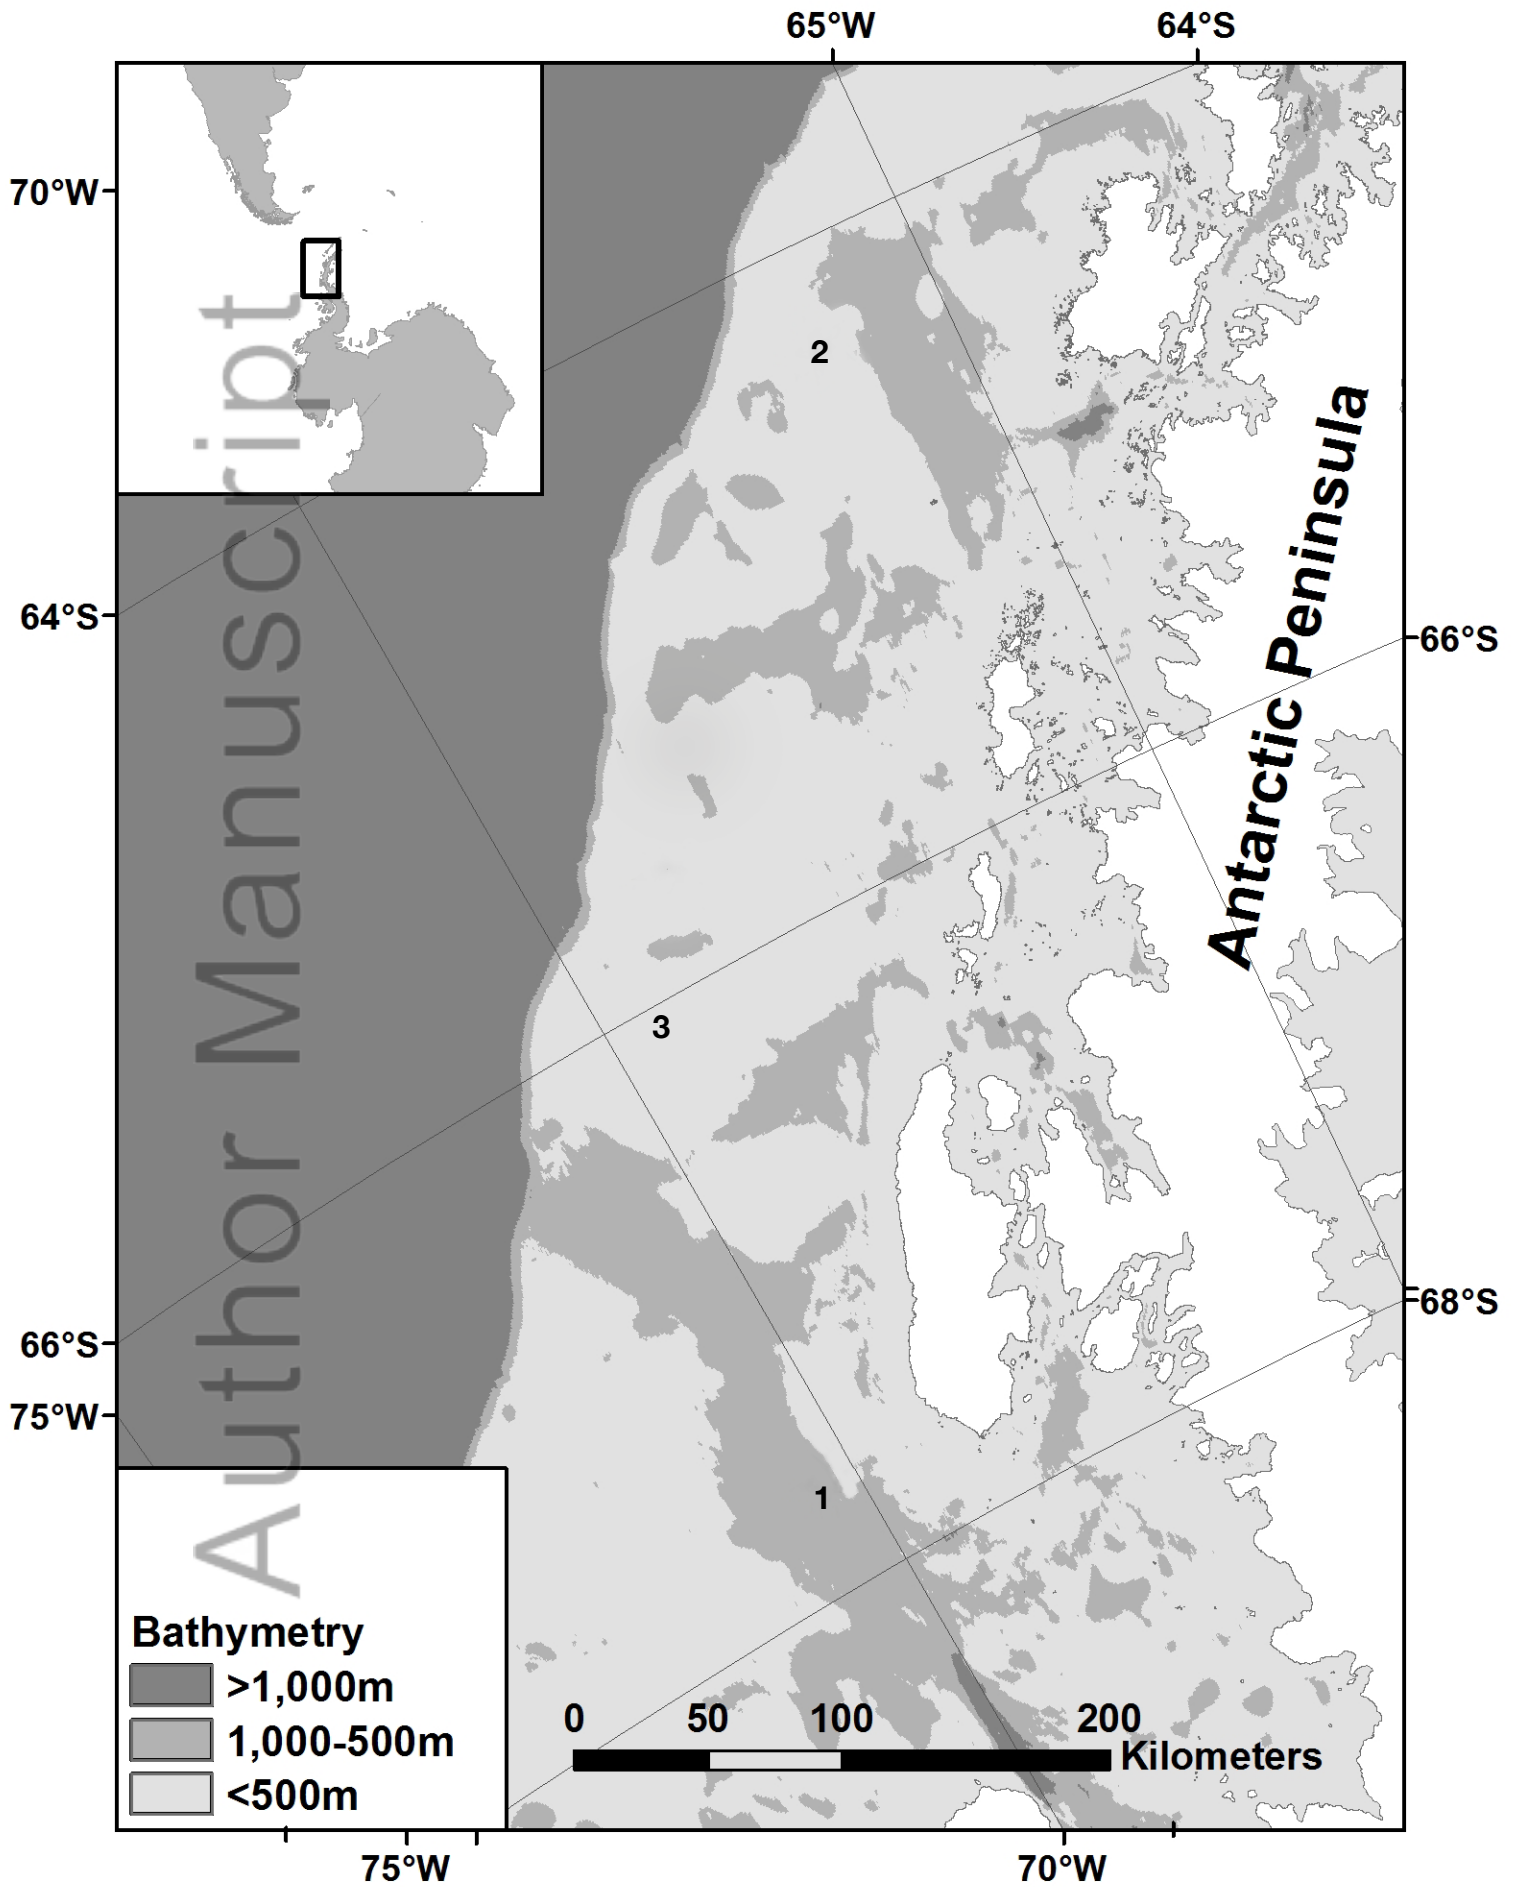 65°W
64°S
70°W
2
Antarctic Peninsula
64°S
66°S
3
66°S
68°S
75°W
1
Author Manuscript
Bathymetry
>1,000m
1,000-500m
<500m
0 50 100 200
Kilometers
75°W
70°W